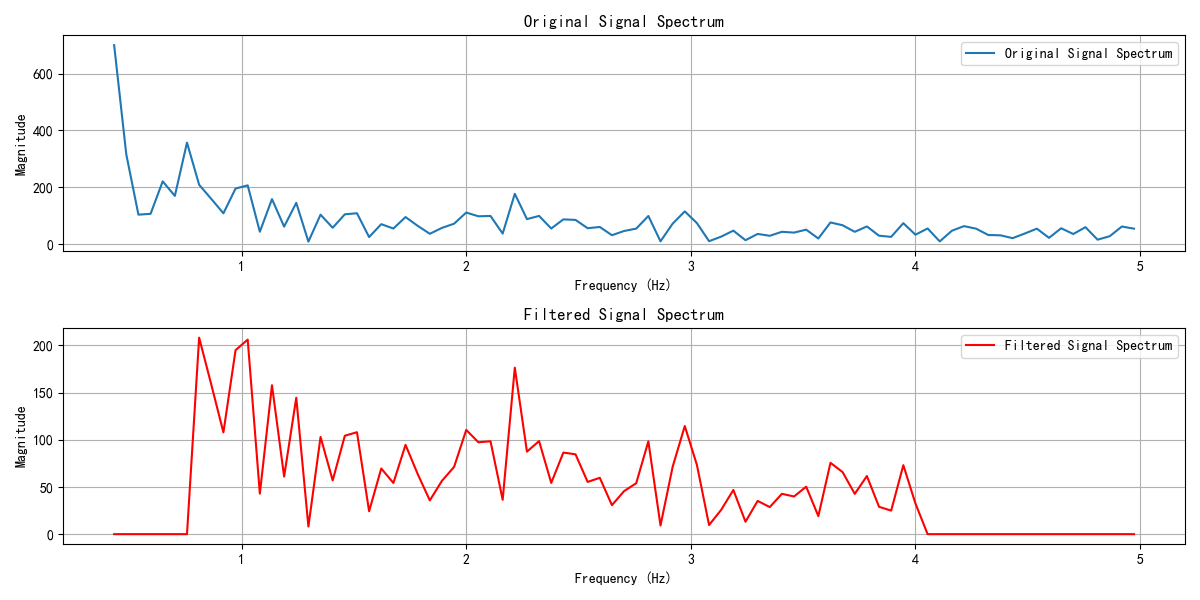 Original Signal Spectrum
Original Signal Spectrum
600
400
200
0
Magnitude
1 2 3 4 5
Frequency (Hz)
Filtered Signal Spectrum
Filtered Signal Spectrum
200
150
100
50
0
Magnitude
1 2 3 4 5
Frequency (Hz)